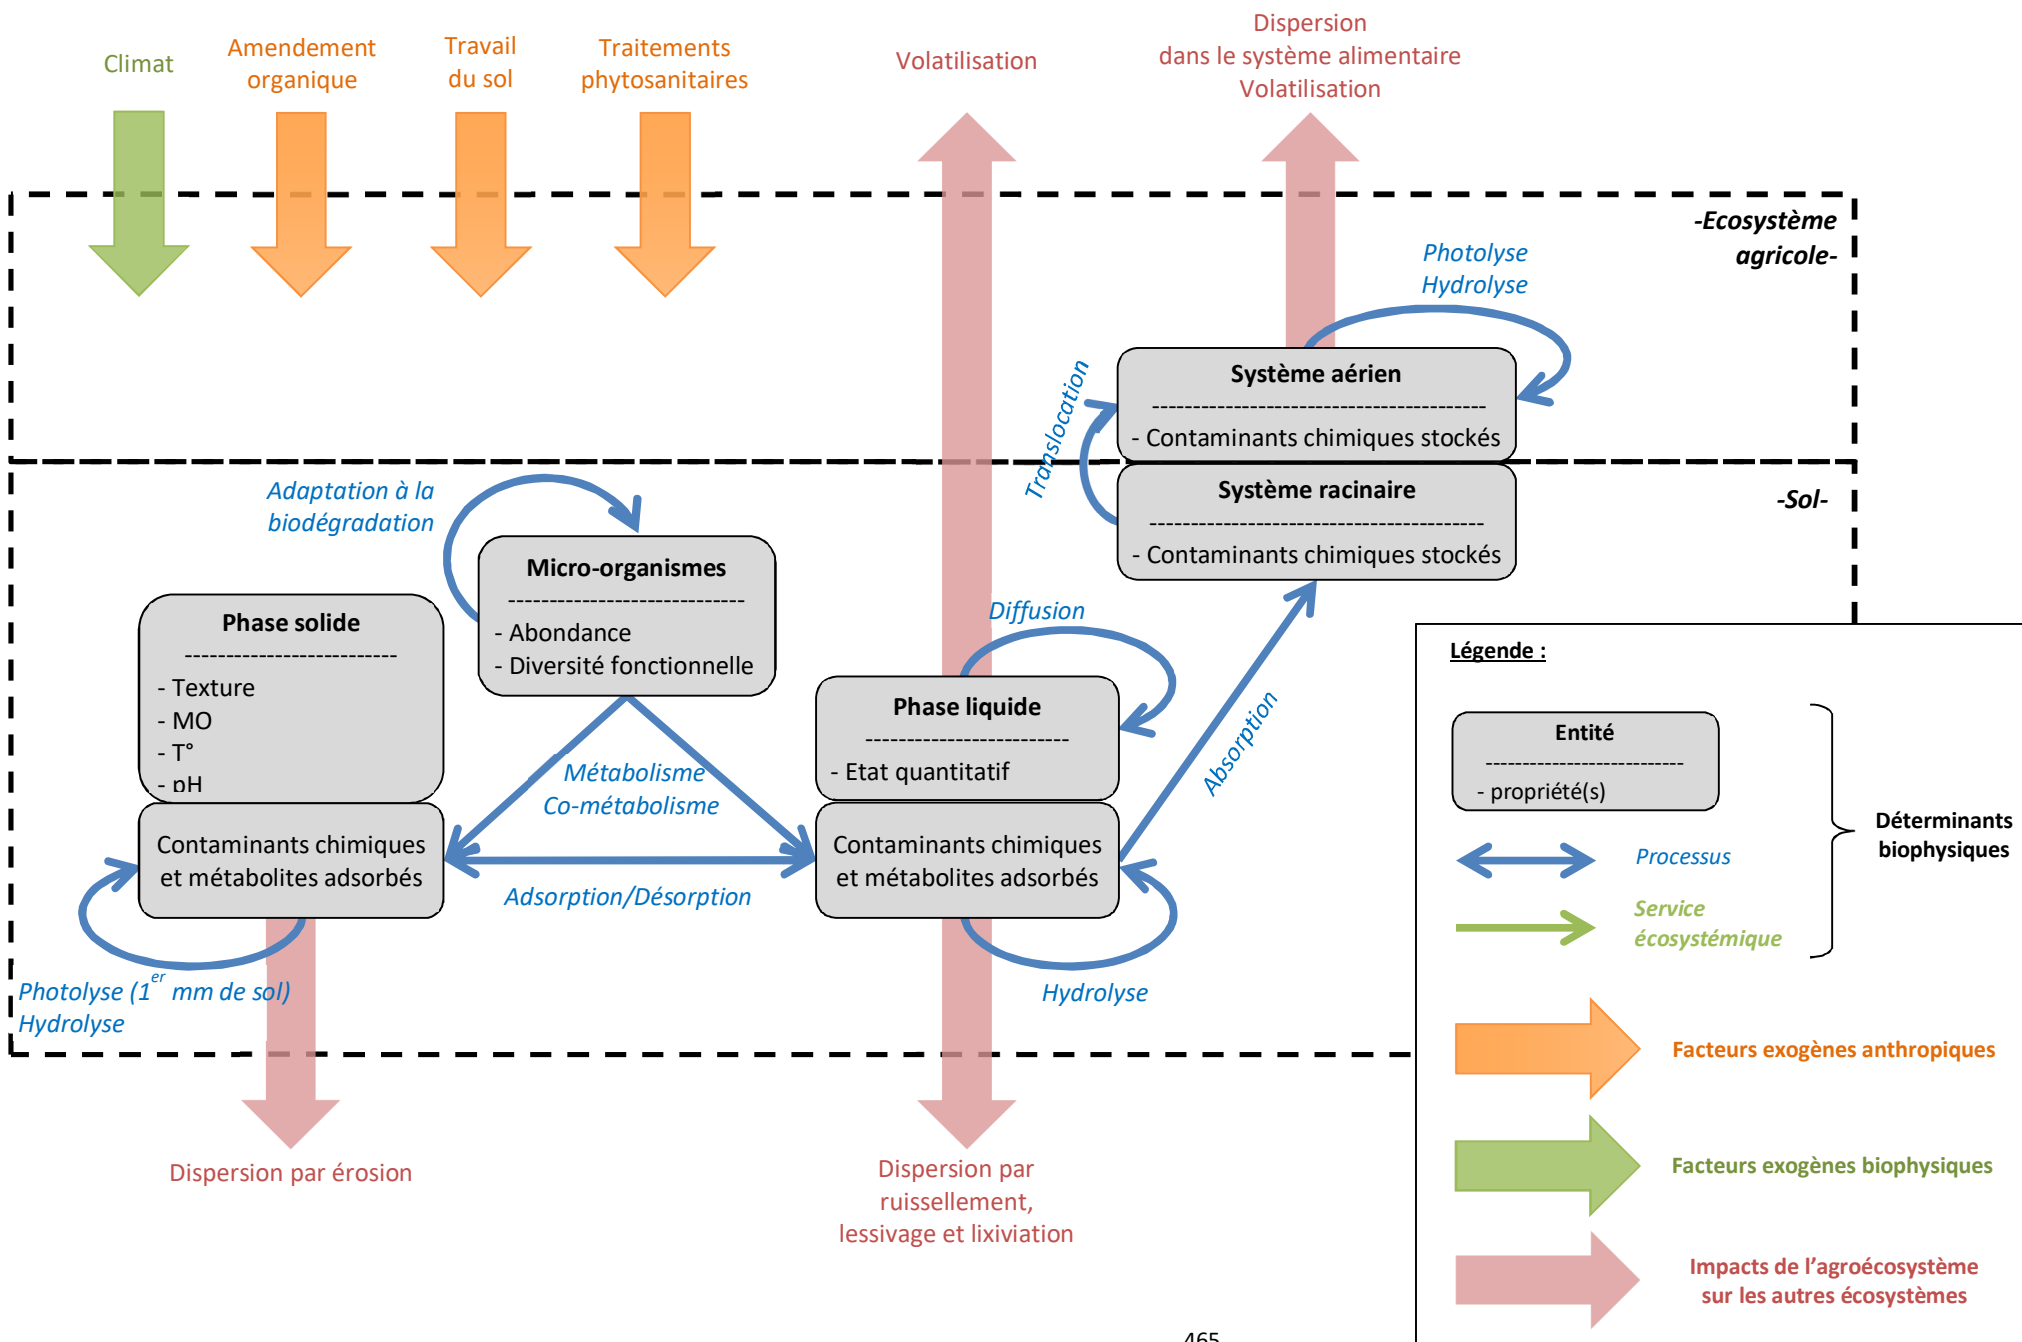 Climat
Amendement
organique
Travail
du sol
Traitements
phytosanitaires
Volatilisation
Dispersion
dans le système alimentaire
Volatilisation
-Ecosystème
agricole-
Photolyse
Hydrolyse
Système aérien
- Contaminants chimiques stockés
Translocation
Système racinaire
- Contaminants chimiques stockés
-Sol-
Adaptation à la
biodégradation
Micro-organismes
- Abondance
- Diversité fonctionnelle
Phase solide
- Texture
- MO
- T°
- pH
Contaminants chimiques
et métabolites adsorbés
Diffusion
Phase liquide
- Etat quantitatif
Contaminants chimiques
et métabolites adsorbés
Absorption
Métabolisme
Co-métabolisme
Adsorption/Désorption
Photolyse (1er mm de sol)
Hydrolyse
Hydrolyse
Dispersion par érosion
Dispersion par
ruissellement,
lessivage et lixiviation
Légende :
Entité
- propriété(s)
Processus
Service
écosystémique
Déterminants
biophysiques
Facteurs exogènes anthropiques
Facteurs exogènes biophysiques
Impacts de l'agroécosystème
sur les autres écosystèmes
465